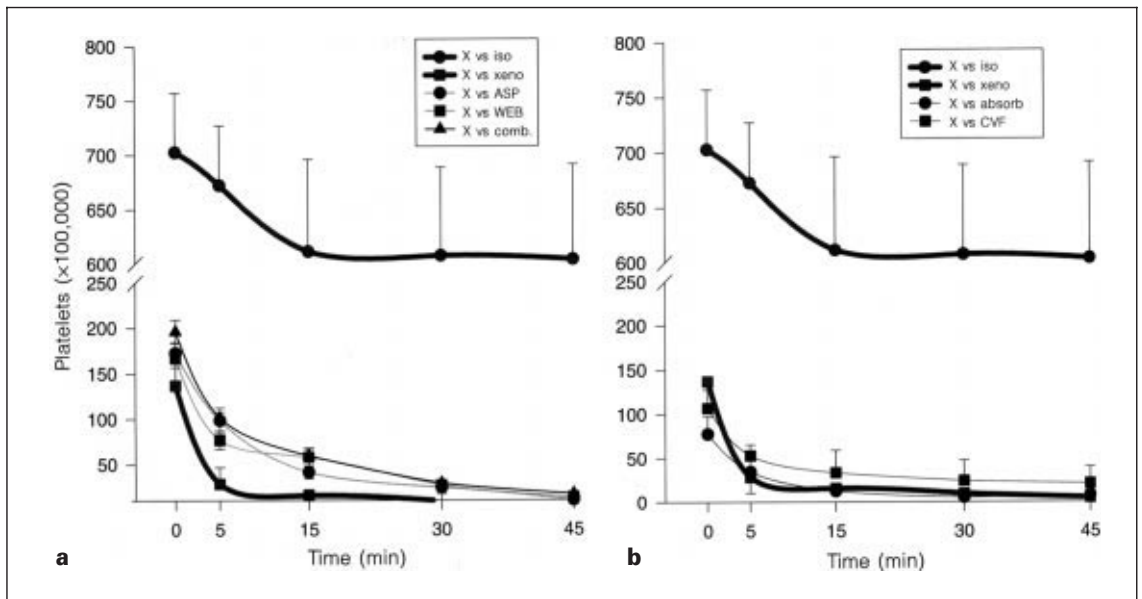 800
750
700
650
600
250
200
150
100
50
Platelets (×100,000)
X vs iso
X vs xeno
X vs ASP
X vs WEB
X vs comb.
0 5 15 30 45
Time (min)
a
800
750
700
650
600
250
200
150
100
50
0
X vs iso
X vs xeno
X vs absorb
X vs CVF
0 5 15 30 45
Time (min)
b